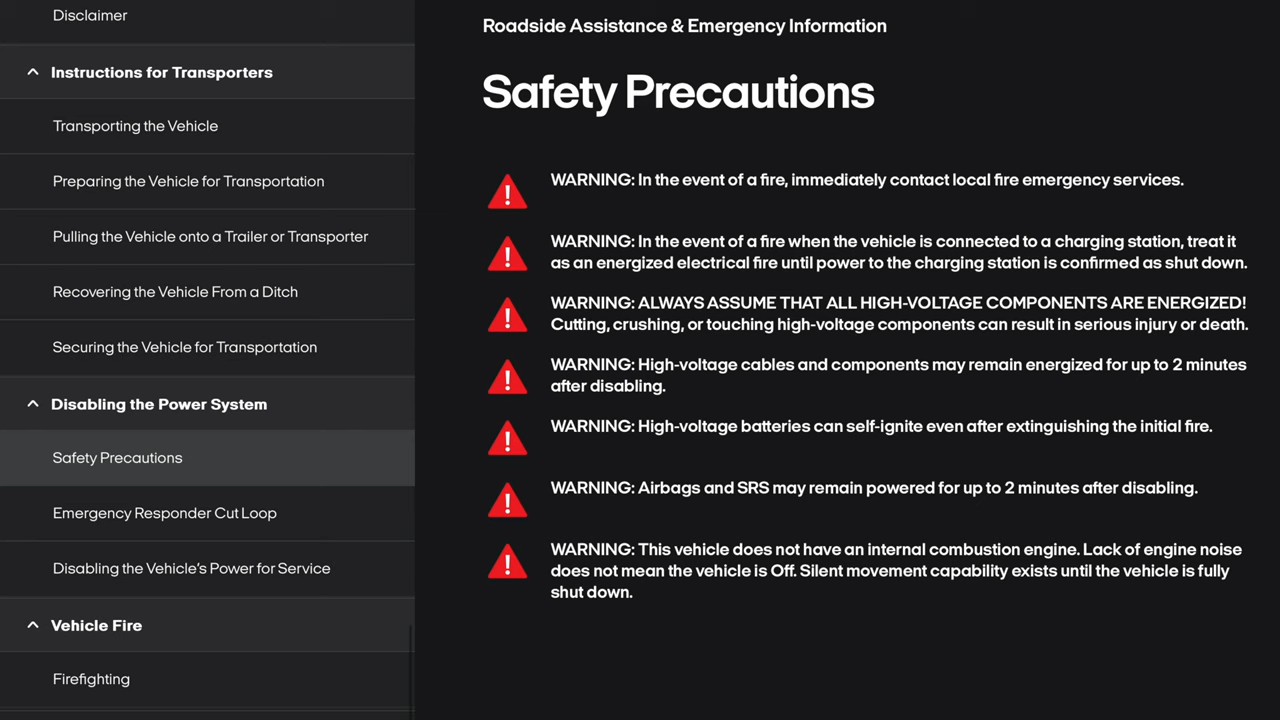 Disclaimer
Instructions for Transporters
Transporting the Vehicle
Preparing the Vehicle for Transportation
Pulling the Vehicle onto a Trailer or Transporter
Recovering the Vehicle From a Ditch
Securing the Vehicle for Transportation
Disabling the Power System
Safety Precautions
Emergency Responder Cut Loop
Disabling the Vehicle's Power for Service
Vehicle Fire
Firefighting
Roadside Assistance & Emergency Information
Safety Precautions
WARNING: In the event of a fire, immediately contact local fire emergency services.
WARNING: In the event of a fire when the vehicle is connected to a charging station, treat it
as an energized electrical fire until power to the charging station is confirmed as shut down.
WARNING: ALWAYS ASSUME THAT ALL HIGH-VOLTAGE COMPONENTS ARE ENERGIZED!
Cutting, crushing, or touching high-voltage components can result in serious injury or death.
WARNING: High-voltage cables and components may remain energized for up to 2 minutes
after disabling.
WARNING: High-voltage batteries can self-ignite even after extinguishing the initial fire.
WARNING: Airbags and SRS may remain powered for up to 2 minutes after disabling.
WARNING: This vehicle does not have an internal combustion engine. Lack of engine noise
does not mean the vehicle is Off. Silent movement capability exists until the vehicle is fully
shut down.